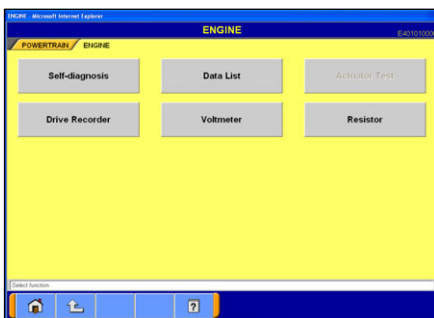 ENGINE - Microsoft Internet Explorer
ENGINE
E40101000
POWERTRAIN ENGINE
Self-diagnosis Data List Actuator Test
Drive Recorder Voltmeter Resistor
Select function
?